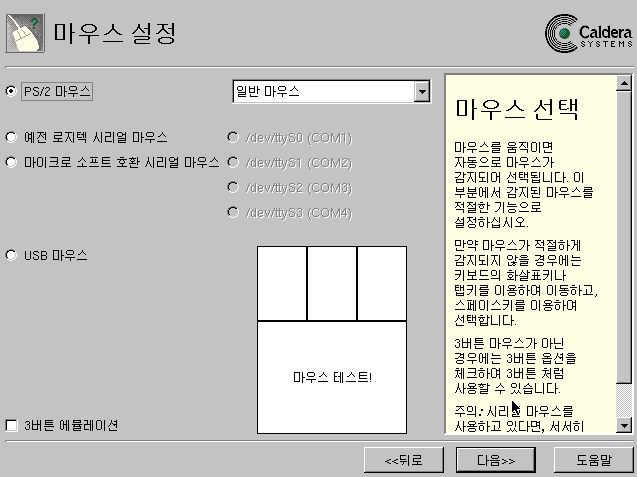 마우스 설정
Caldera
SYSTEMS
PS/2 마우스
일반 마우스
예전 로지텍 시리얼 마우스
/dev/ttyS0 (COM1)
마이크로 소프트 호환 시리얼 마우스
/dev/ttyS1 (COM2)
/dev/ttyS2 (COM3)
/dev/ttyS3 (COM4)
USB 마우스
마우스 테스트!
3버튼 에뮬레이션
마우스 선택
마우스를 움직이면
자동으로 마우스가
감지되며 선택됩니다. 이
부분에서 감지된 마우스를
적절한 기능으로
설정하십시오.
만약 마우스가 적절하게
감지되지 않을 경우에는
키보드의 화살표키나
탭키를 이용하여 이동하고,
스페이스키를 이용하여
선택합니다.
3버튼 마우스가 아닌
경우에는 3버튼 옵션을
체크하여 3버튼 처럼
사용할 수 있습니다.
주의: 시리얼 마우스를
사용하고 있다면, 서서히
<<뒤로
다음>>
도움말